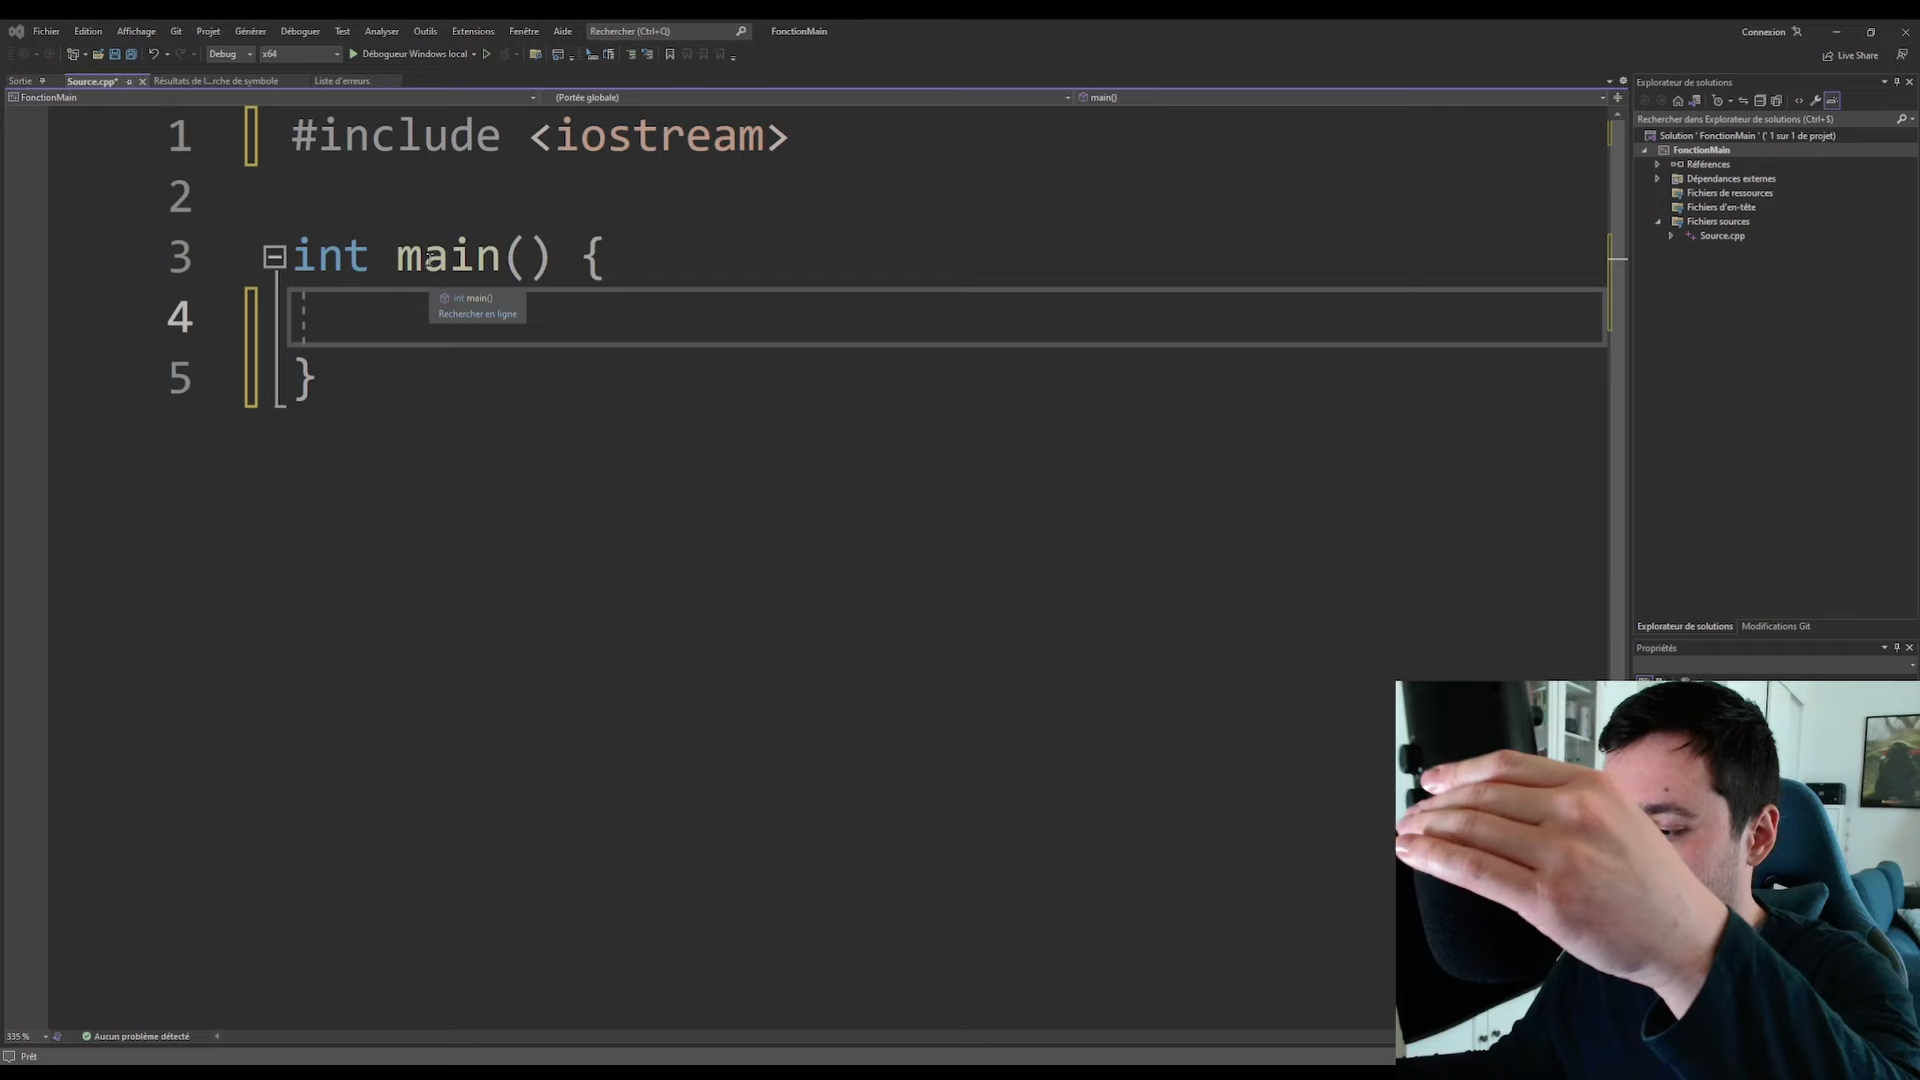 Fichier Edition Affichage Git Projet Générer Déboguer Test Analyser Outils Extensions Fenêtre Aide Rechercher (Ctrl+Q) FonctionMain Connexion
Debug x64 Débogueur Windows local Live Share
Sortie Source.cpp* Résultats de l...rche de symbole Liste d'erreurs
FonctionMain (Portée globale) main()
1 #include <iostream>
2
3 int main() {
int main()
Rechercher en ligne
4
5 }
Explorateur de solutions
Rechercher dans Explorateur de solutions (Ctrl+$)
Solution ' FonctionMain ' (' 1 sur 1 de projet)
FonctionMain
Références
Dépendances externes
Fichiers de ressources
Fichiers d'en-tête
Fichiers sources
Source.cpp
Explorateur de solutions Modifications Git
Propriétés
335 % Aucun problème détecté
Prêt